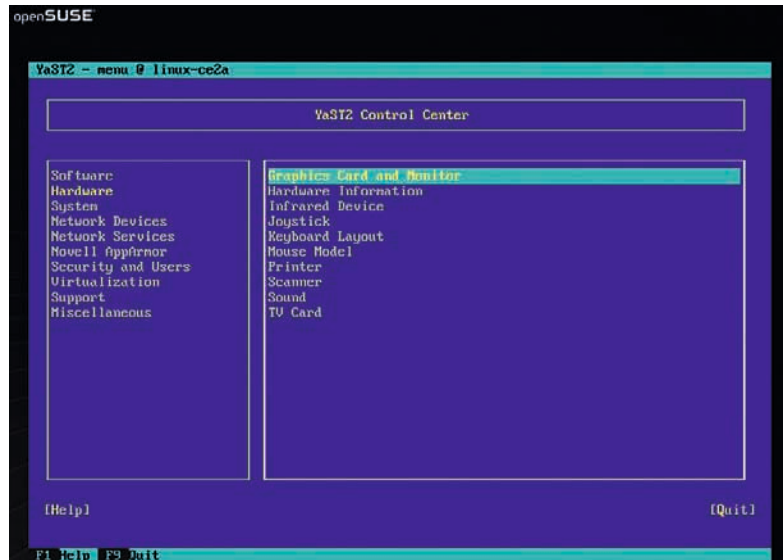 openSUSE
YaST2 - menu @ linux-ce2a
YaST2 Control Center
Software
Hardware
System
Network Devices
Network Services
Novell AppArmor
Security and Users
Virtualization
Support
Miscellaneous
Graphics Card and Monitor
Hardware Information
Infrared Device
Joystick
Keyboard Layout
Mouse Model
Printer
Scanner
Sound
TV Card
[Help] [Quit]
F1 Help F9 Quit